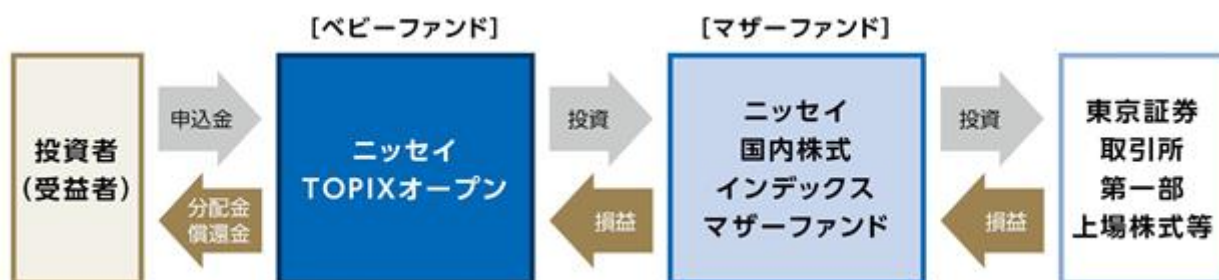 [ベビーファンド]
[マザーファンド]
投資者
(受益者)
申込金
分配金
償還金
ニッセイ
TOPIXオープン
投資
損益
ニッセイ
国内株式
インデックス
マザーファンド
投資
損益
東京証券
取引所
第一部
上場株式等